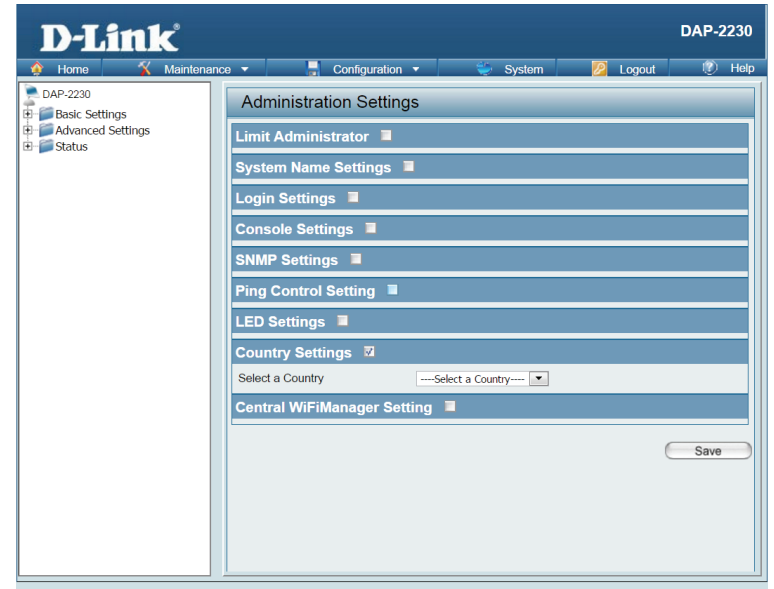 D-Link®
DAP-2230
Home Maintenance Configuration System Logout Help
DAP-2230
Basic Settings
Advanced Settings
Status
Administration Settings
Limit Administrator
System Name Settings
Login Settings
Console Settings
SNMP Settings
Ping Control Setting
LED Settings
Country Settings
Select a Country ----Select a Country----
Central WiFiManager Setting
Save